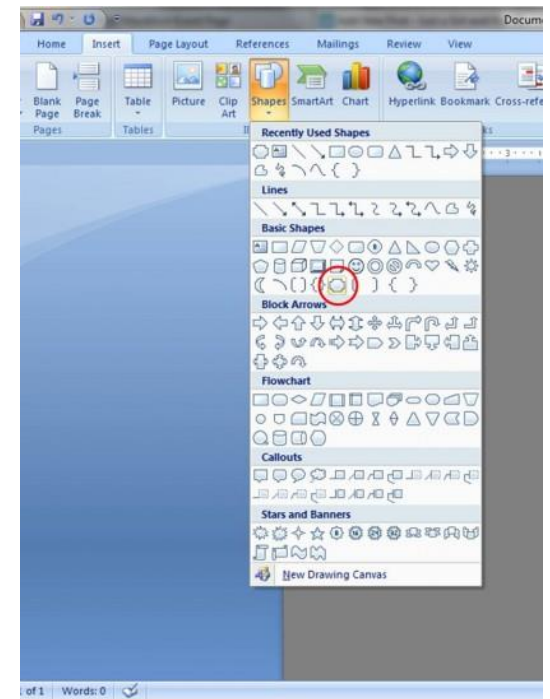 Docum
Home Insert Page Layout References Mailings Review View
Blank Page
Page Break
Table
Picture
Clip Art
Shapes
SmartArt
Chart
Hyperlink
Bookmark
Cross-refe
Pages Tables
Recently Used Shapes
Lines
Basic Shapes
Block Arrows
Flowchart
Callouts
Stars and Banners
New Drawing Canvas
of 1 Words: 0